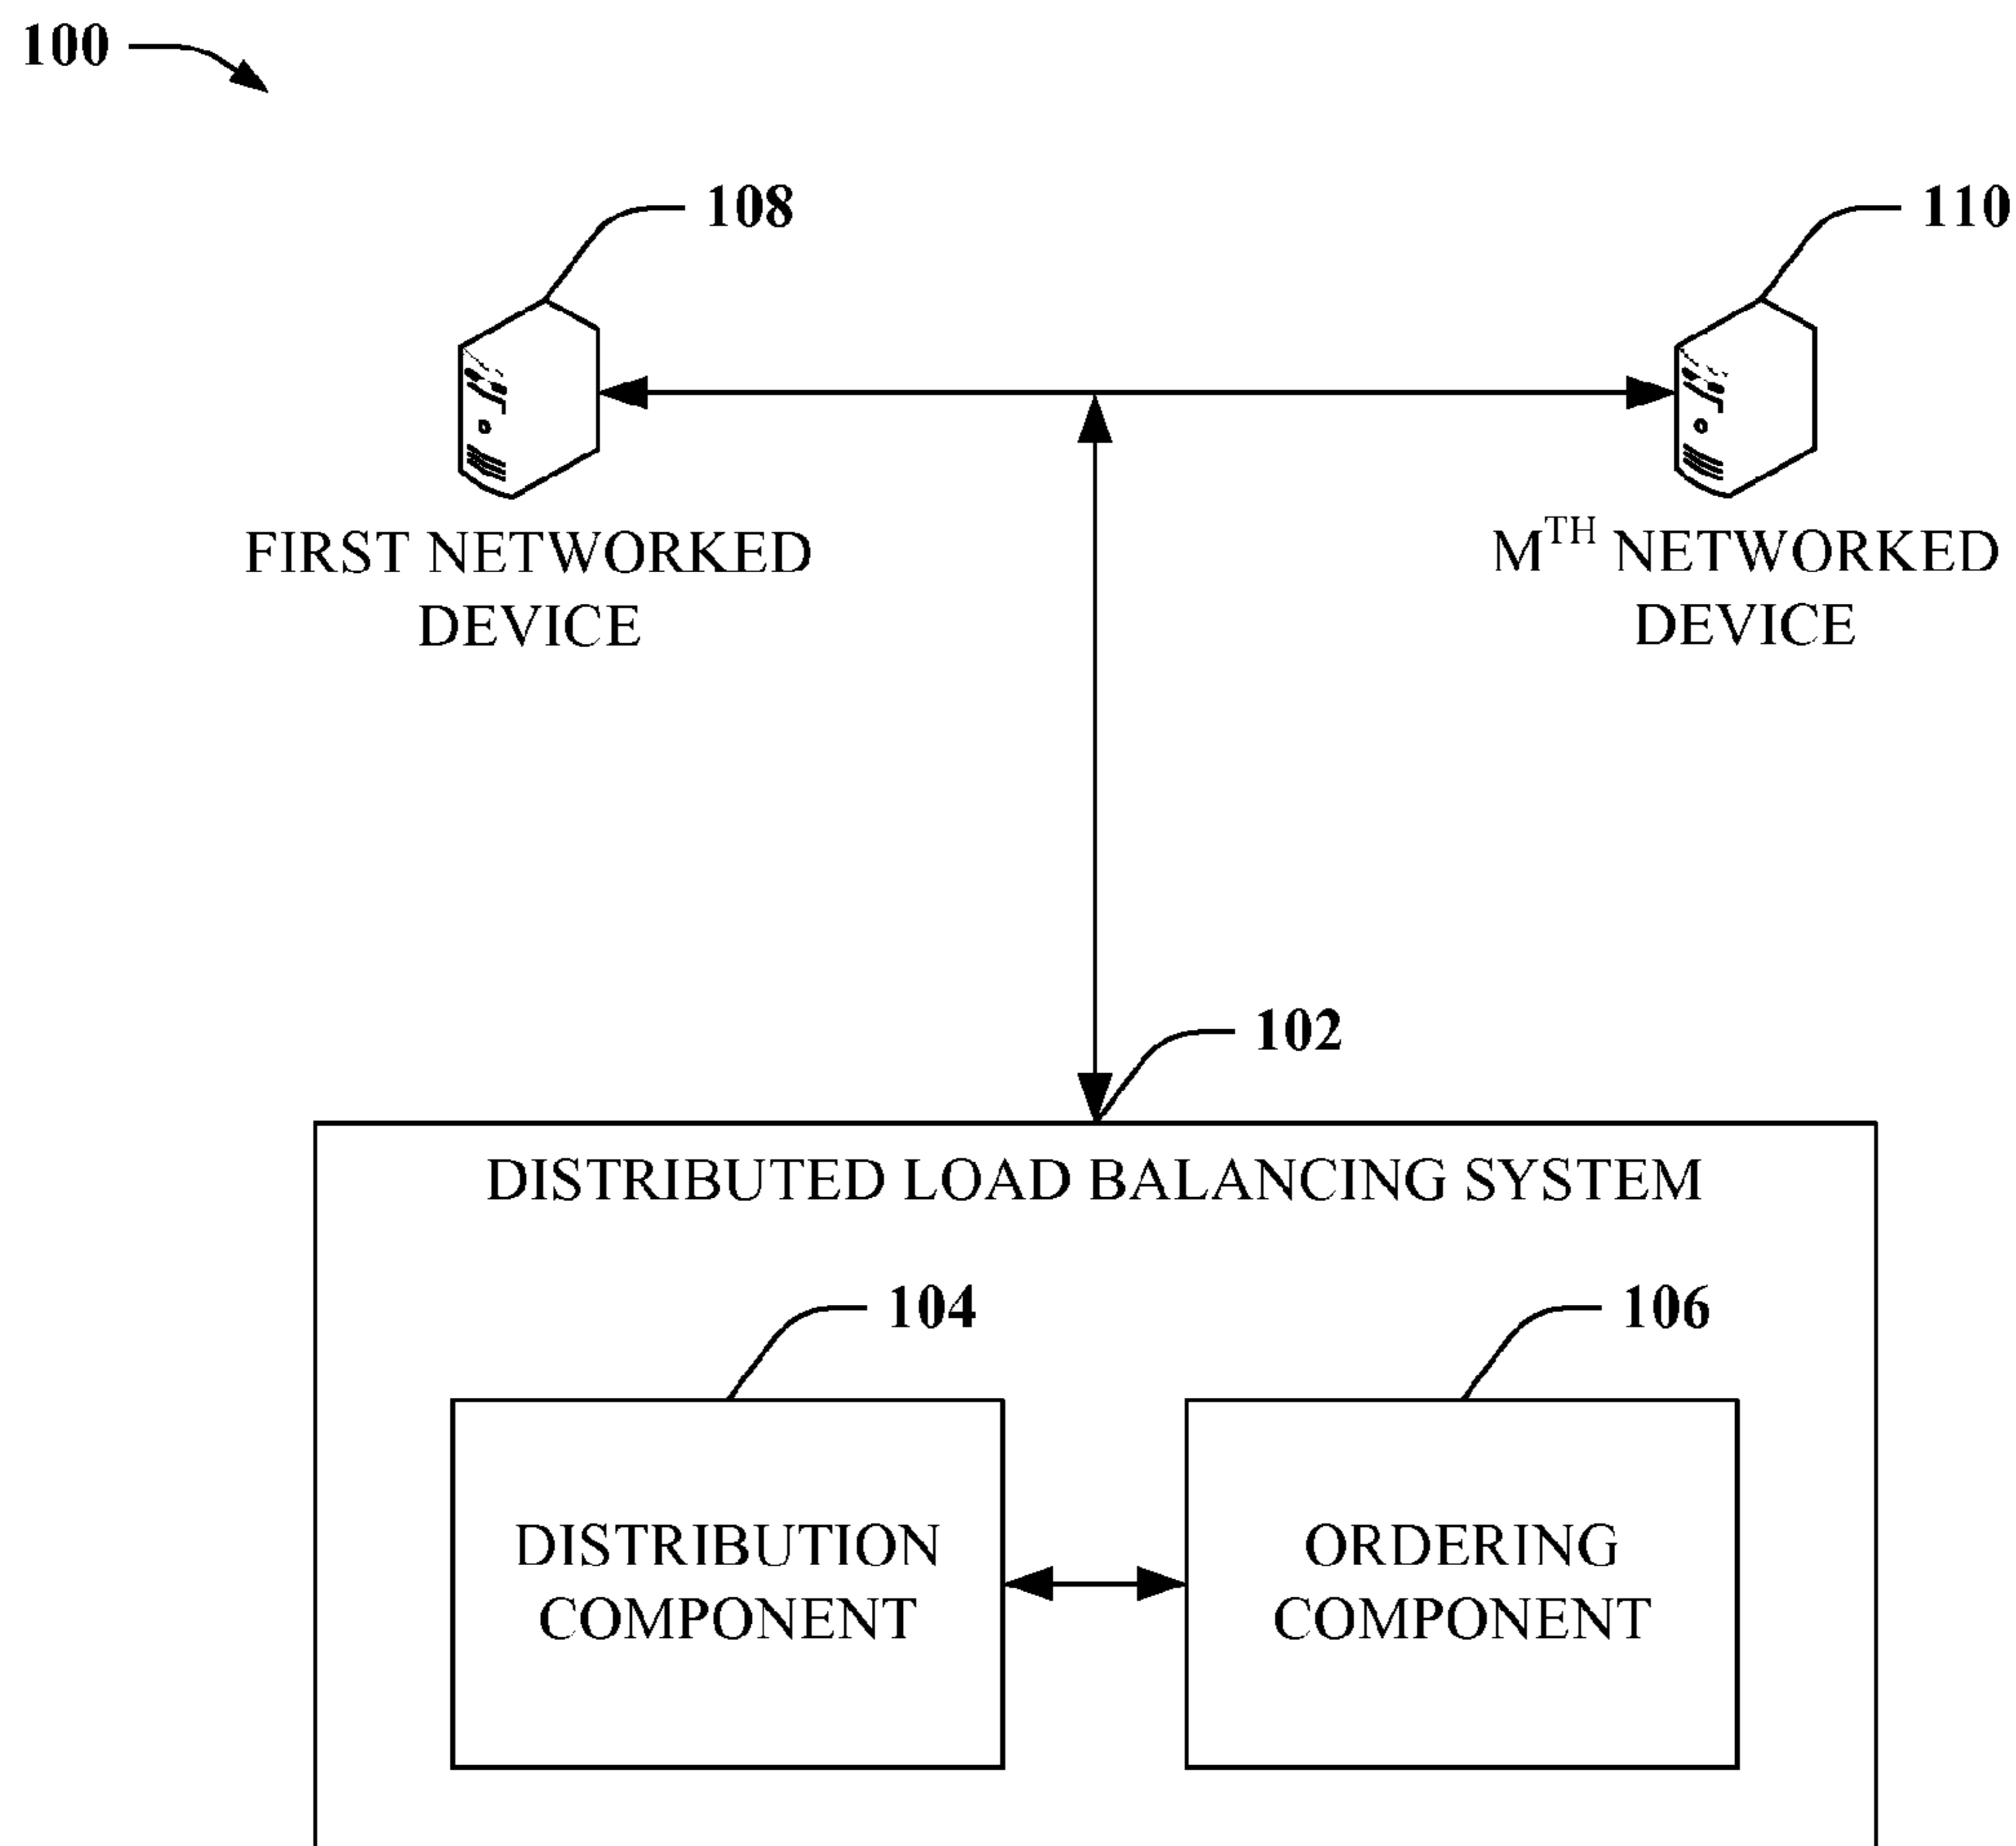 100
108
110
FIRST NETWORKED
DEVICE
MTH NETWORKED
DEVICE
102
DISTRIBUTED LOAD BALANCING SYSTEM
104
106
DISTRIBUTION
COMPONENT
ORDERING
COMPONENT